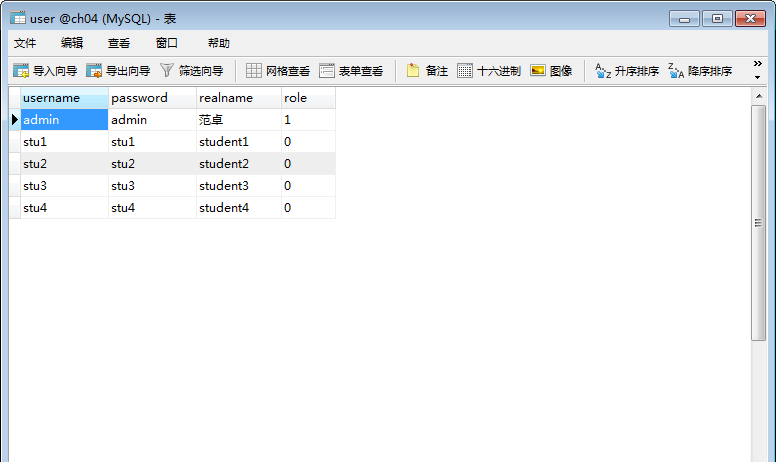 user @ch04 (MySQL) - 表
文件 编辑 查看 窗口 帮助
导入向导 导出向导 筛选向导 网格查看 表单查看 备注 十六进制 图像 升序排序 降序排序
username password realname role
admin admin 范卓 1
stu1 stu1 student1 0
stu2 stu2 student2 0
stu3 stu3 student3 0
stu4 stu4 student4 0